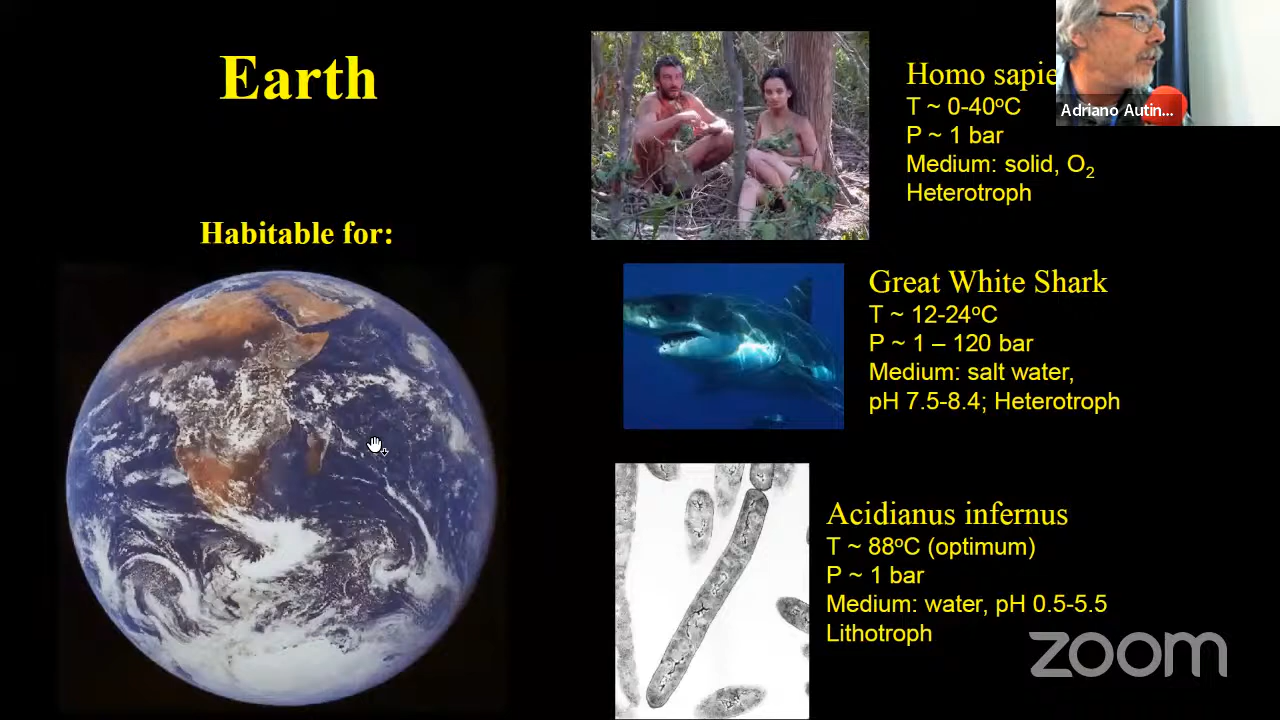 Earth
Habitable for:
Homo sapie
T ~ 0-40ºC
P ~ 1 bar
Medium: solid, O₂
Heterotroph
Adriano Autin...
Great White Shark
T ~ 12-24ºC
P ~ 1 – 120 bar
Medium: salt water,
pH 7.5-8.4; Heterotroph
Acidianus infernus
T ~ 88ºC (optimum)
P ~ 1 bar
Medium: water, pH 0.5-5.5
Lithotroph
zoom